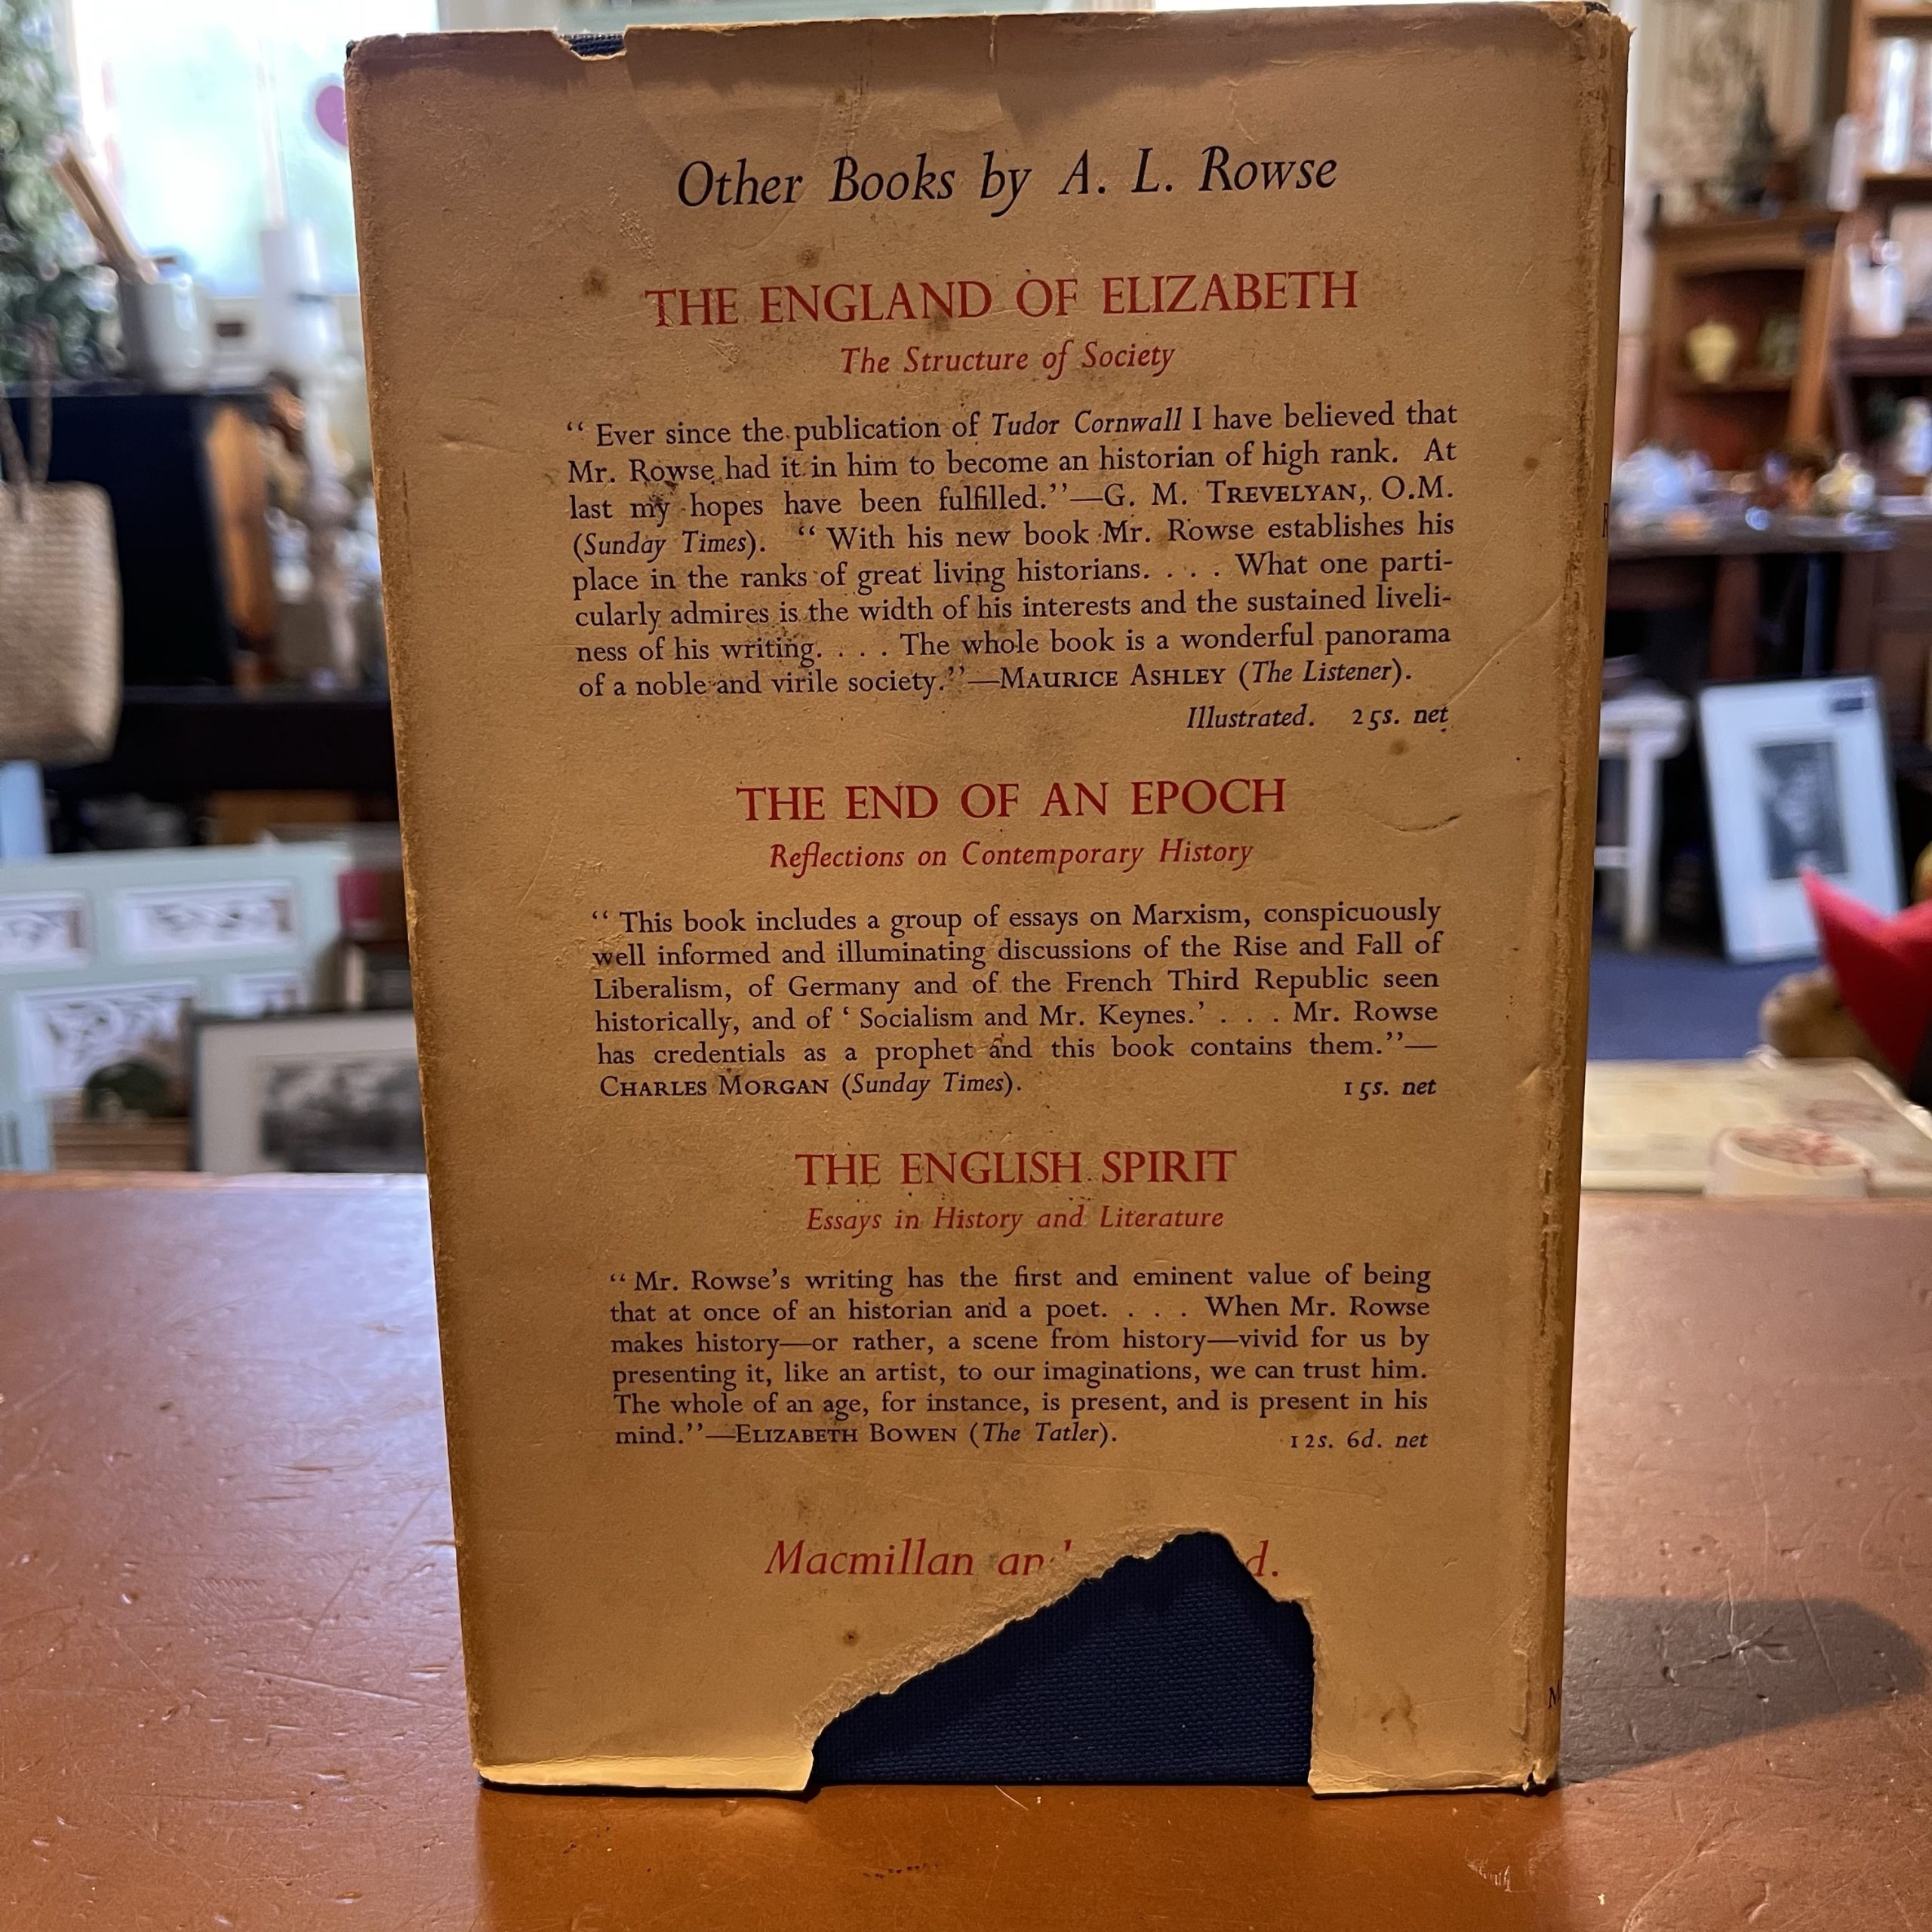 Other Books by A. L. Rowse
THE ENGLAND OF ELIZABETH
The Structure of Society
“ Ever since the publication of Tudor Cornwall I have believed that
Mr. Rowse had it in him to become an historian of high rank. At
last my hopes have been fulfilled.”—G. M. TREVELYAN, O.M.
(Sunday Times). “ With his new book Mr. Rowse establishes his
place in the ranks of great living historians. . . . What one parti-
cularly admires is the width of his interests and the sustained liveli-
ness of his writing. . . . The whole book is a wonderful panorama
of a noble and virile society.”—MAURICE ASHLEY (The Listener).
Illustrated. 25s. net
THE END OF AN EPOCH
Reflections on Contemporary History
“ This book includes a group of essays on Marxism, conspicuously
well informed and illuminating discussions of the Rise and Fall of
Liberalism, of Germany and of the French Third Republic seen
historically, and of ‘ Socialism and Mr. Keynes.’ . . . Mr. Rowse
has credentials as a prophet and this book contains them.”—
CHARLES MORGAN (Sunday Times). 15s. net
THE ENGLISH SPIRIT
Essays in History and Literature
“ Mr. Rowse’s writing has the first and eminent value of being
that at once of an historian and a poet. . . . When Mr. Rowse
makes history—or rather, a scene from history—vivid for us by
presenting it, like an artist, to our imaginations, we can trust him.
The whole of an age, for instance, is present, and is present in his
mind.”—ELIZABETH BOWEN (The Tatler). 12s. 6d. net
Macmillan